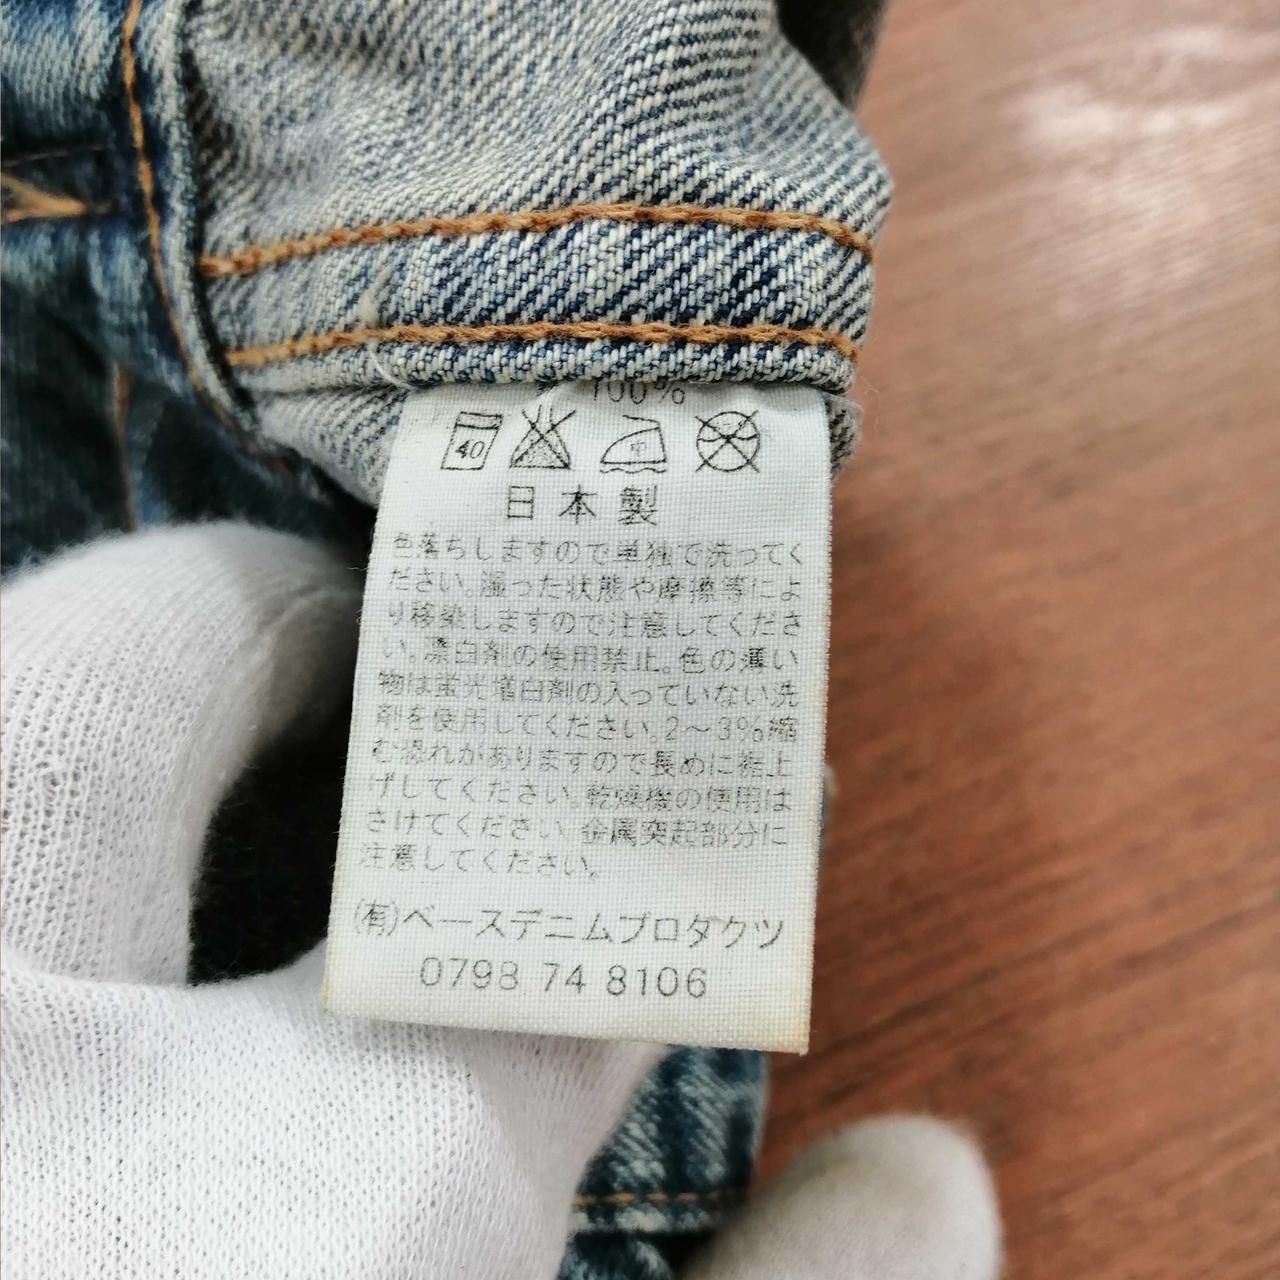 100%
40
中
日本製
色落ちしますので単独で洗ってく
ださい。湿った状態や摩擦等によ
り移染しますので注意してくださ
い。漂白剤の使用禁止。色の薄い
物は蛍光増白剤の入っていない洗
剤を使用してください。2～3%縮
む恐れがありますので長めに裾上
げしてください。乾燥機の使用は
さけてください。金属突起部分に
注意してください。
(有)ベースデニムプロダクツ
0798 74 8106